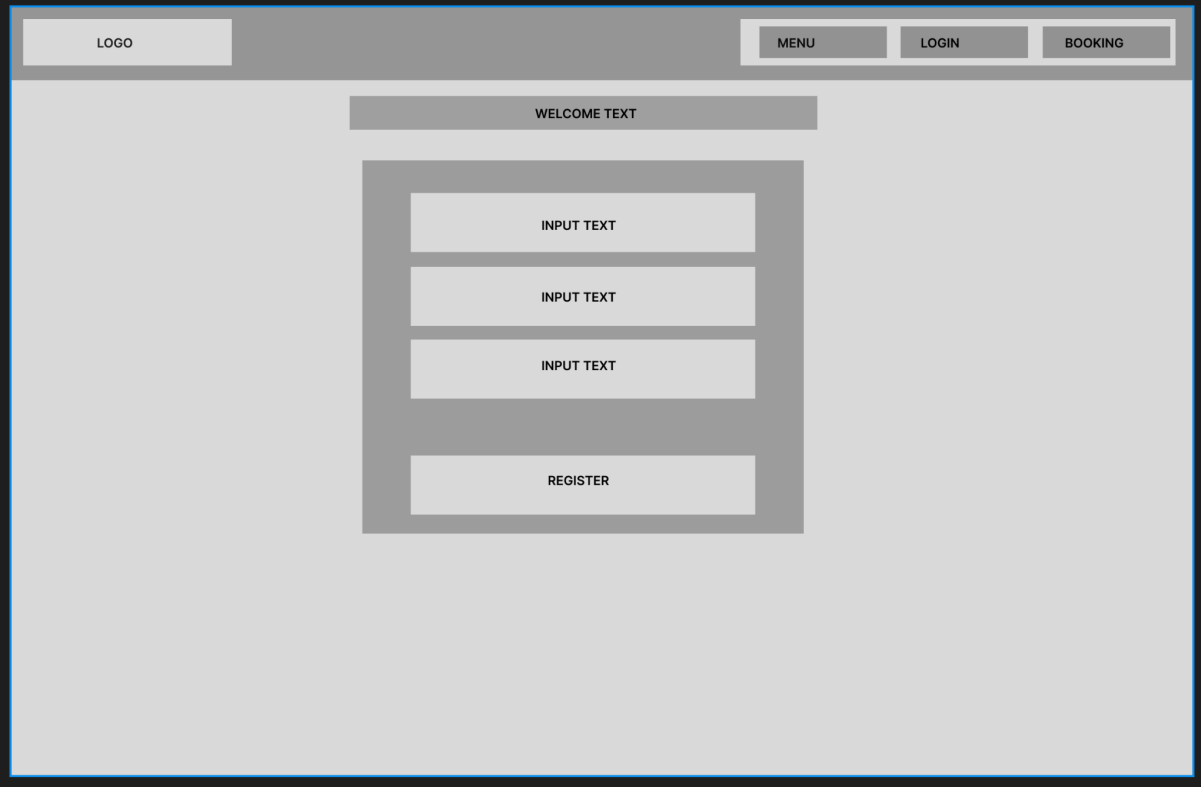 LOGO
MENU
LOGIN
BOOKING
WELCOME TEXT
INPUT TEXT
INPUT TEXT
INPUT TEXT
REGISTER